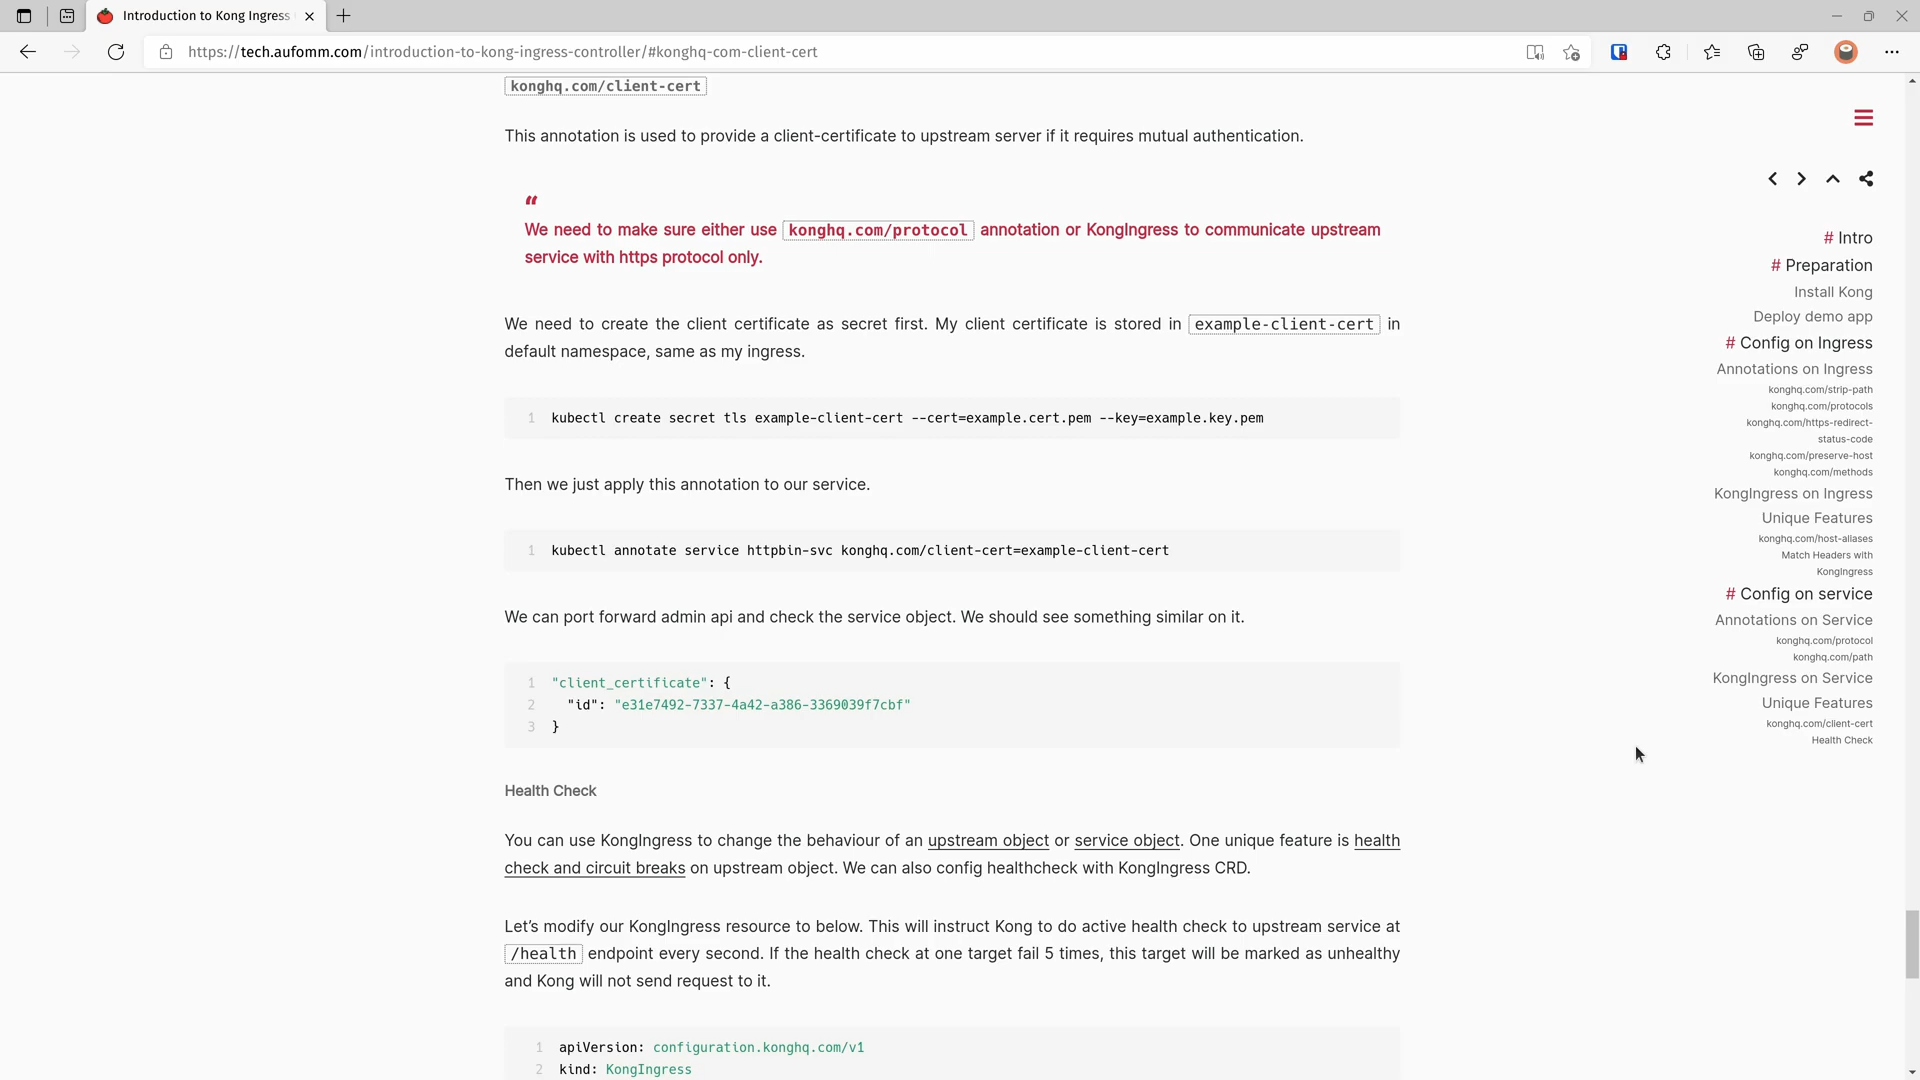 Introduction to Kong Ingress
https://tech.aufomm.com/introduction-to-kong-ingress-controller/#konghq-com-client-cert
konghq.com/client-cert
This annotation is used to provide a client-certificate to upstream server if it requires mutual authentication.
“
We need to make sure either use konghq.com/protocol annotation or KongIngress to communicate upstream
service with https protocol only.
We need to create the client certificate as secret first. My client certificate is stored in example-client-cert in
default namespace, same as my ingress.
1 kubectl create secret tls example-client-cert --cert=example.cert.pem --key=example.key.pem
Then we just apply this annotation to our service.
1 kubectl annotate service httpbin-svc konghq.com/client-cert=example-client-cert
We can port forward admin api and check the service object. We should see something similar on it.
1 "client_certificate": {
2 "id": "e31e7492-7337-4a42-a386-3369039f7cbf"
3 }
Health Check
You can use KongIngress to change the behaviour of an upstream object or service object. One unique feature is health
check and circuit breaks on upstream object. We can also config healthcheck with KongIngress CRD.
Let’s modify our KongIngress resource to below. This will instruct Kong to do active health check to upstream service at
/health endpoint every second. If the health check at one target fail 5 times, this target will be marked as unhealthy
and Kong will not send request to it.
1 apiVersion: configuration.konghq.com/v1
2 kind: KongIngress
# Intro
# Preparation
Install Kong
Deploy demo app
# Config on Ingress
Annotations on Ingress
konghq.com/strip-path
konghq.com/protocols
konghq.com/https-redirect-
status-code
konghq.com/preserve-host
konghq.com/methods
KongIngress on Ingress
Unique Features
konghq.com/host-aliases
Match Headers with
KongIngress
# Config on service
Annotations on Service
konghq.com/protocol
konghq.com/path
KongIngress on Service
Unique Features
konghq.com/client-cert
Health Check